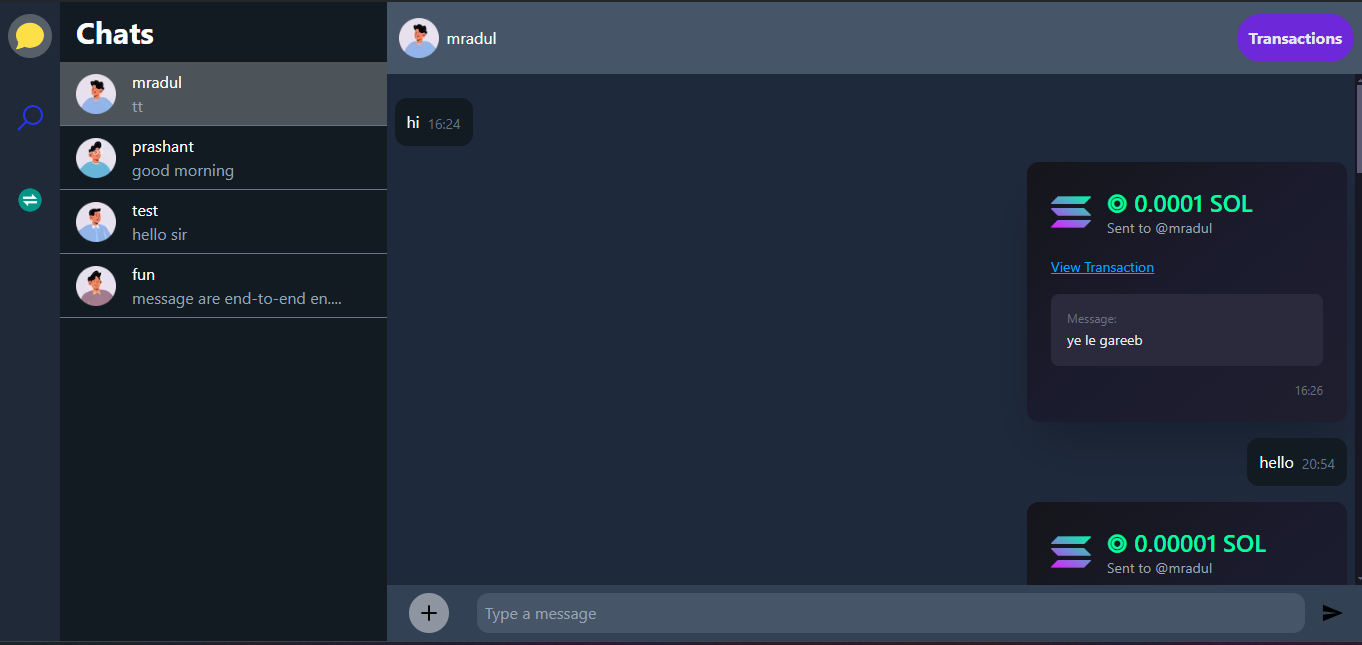 Chats
mradul
tt
prashant
good morning
test
hello sir
fun
message are end-to-end en....
mradul
Transactions
hi 16:24
0.0001 SOL
Sent to @mradul
View Transaction
Message:
ye le gareeb
16:26
hello 20:54
0.00001 SOL
Sent to @mradul
Type a message